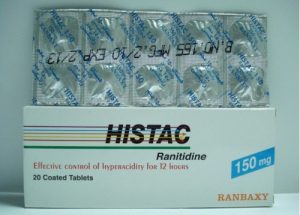 B.NO.165 MFG.2/10 EXP.2/13
HISTAC
Ranitidine
Effective control of hyperacidity for 12 hours
20 Coated Tablets
150 mg
RANBAXY